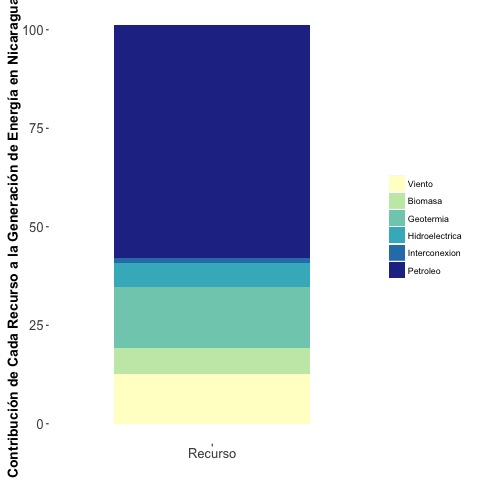 Contribución de Cada Recurso a la Generación de Energía en Nicaragua
100
75
50
25
0
Recurso
Viento
Biomasa
Geotermia
Hidroelectrica
Interconexion
Petroleo